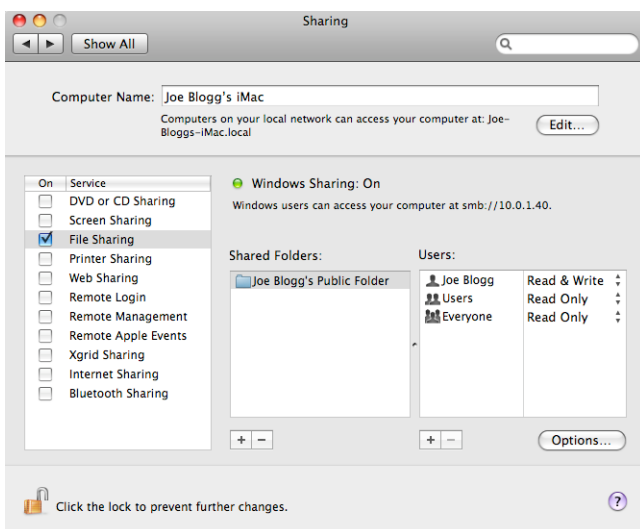 Sharing
Show All
Computer Name: Joe Blogg's iMac
Computers on your local network can access your computer at: Joe-
Bloggs-iMac.local
Edit...
On Service
DVD or CD Sharing
Screen Sharing
File Sharing
Printer Sharing
Web Sharing
Remote Login
Remote Management
Remote Apple Events
Xgrid Sharing
Internet Sharing
Bluetooth Sharing
Windows Sharing: On
Windows users can access your computer at smb://10.0.1.40.
Shared Folders:
Joe Blogg's Public Folder
Users:
Joe Blogg Read & Write
Users Read Only
Everyone Read Only
+ −
+ −
Options...
Click the lock to prevent further changes.
?